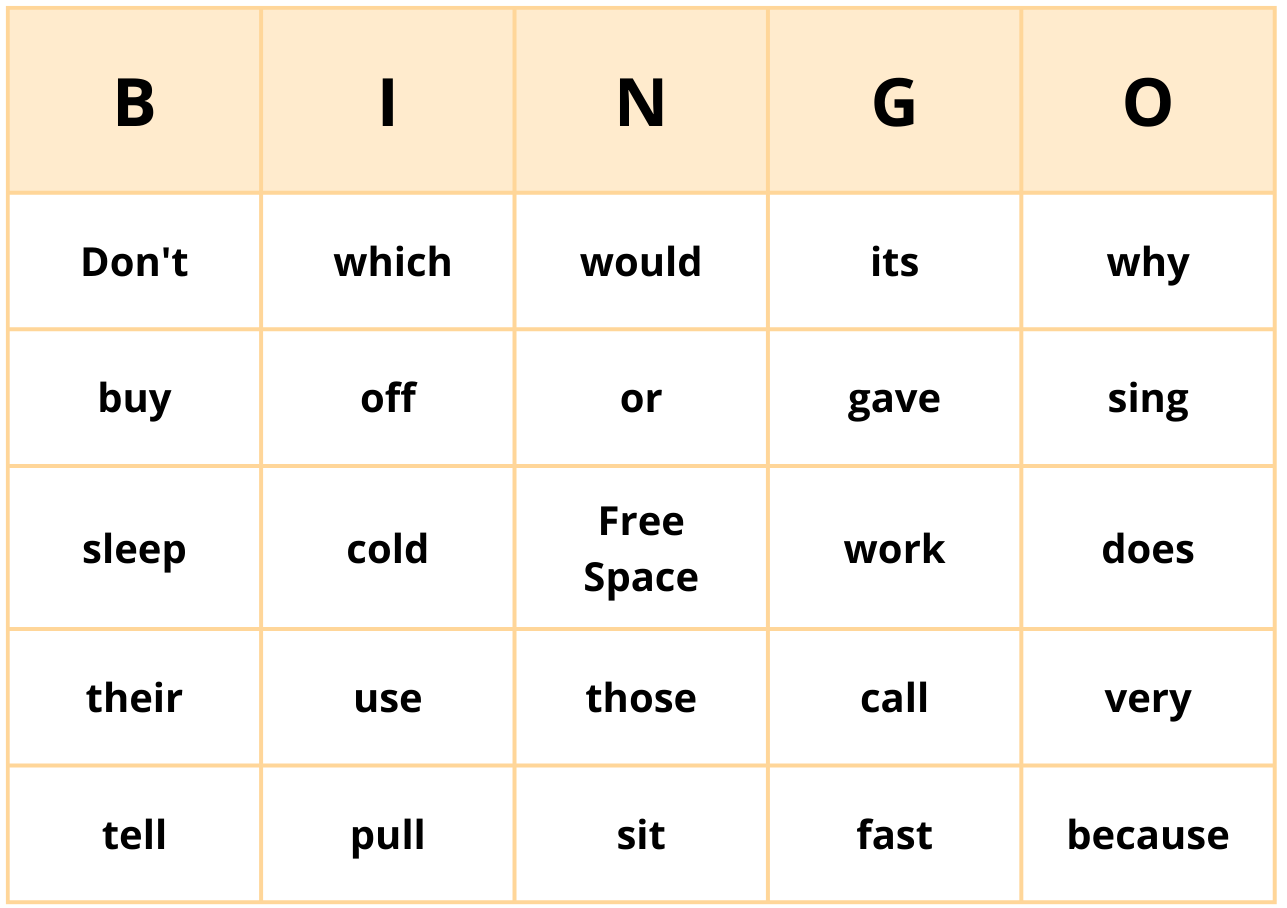 B I N G O
Don't which would its why
buy off or gave sing
sleep cold Free Space work does
their use those call very
tell pull sit fast because